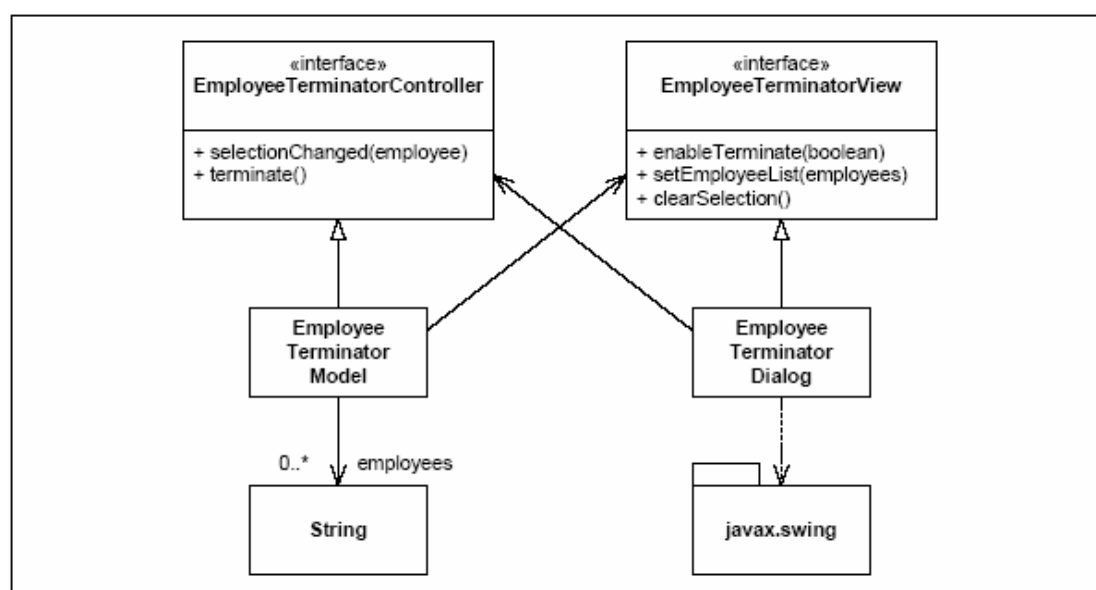 «interface»
EmployeeTerminatorController
+ selectionChanged(employee)
+ terminate()
«interface»
EmployeeTerminatorView
+ enableTerminate(boolean)
+ setEmployeeList(employees)
+ clearSelection()
Employee
Terminator
Model
Employee
Terminator
Dialog
0..* employees
String
javax.swing